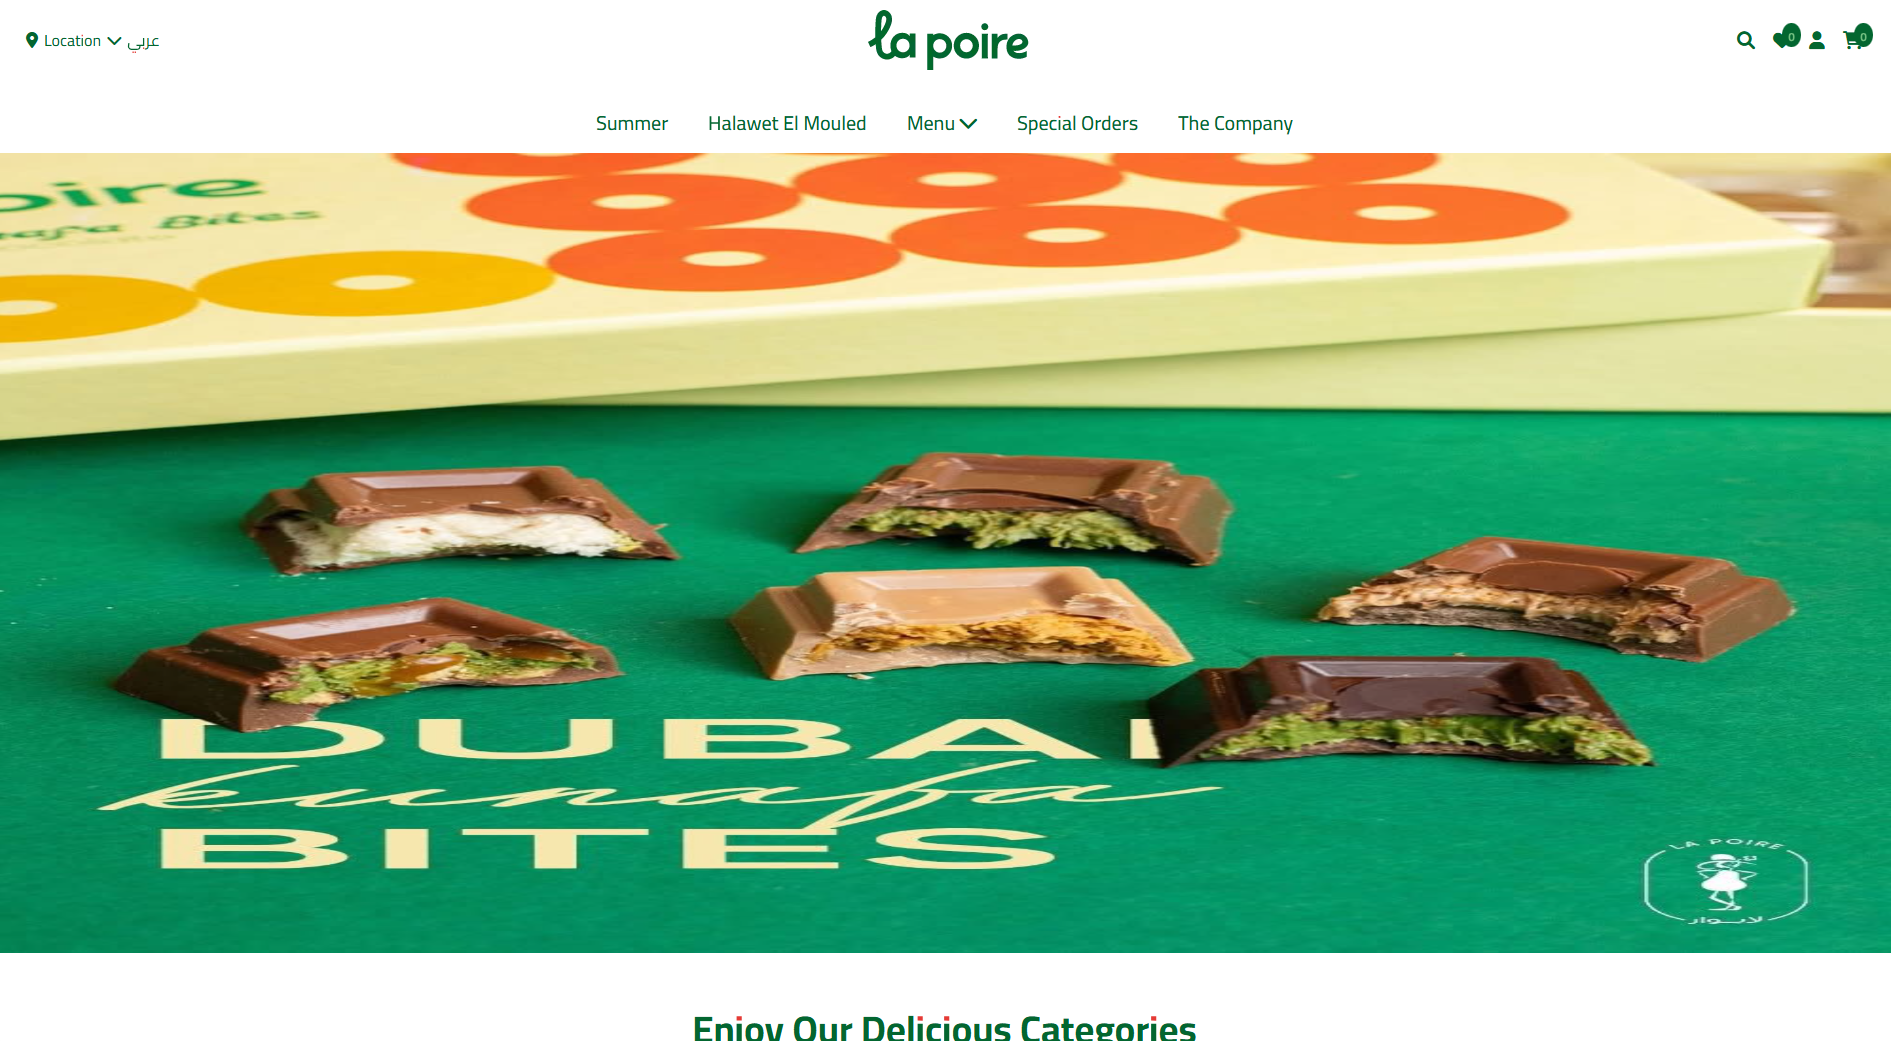 Location عربي
la poire
0
0
Summer Halawet El Mouled Menu Special Orders The Company
oire
Bites
DUBAI
kunafa
BITES
LA POIRE
لابوار
Enjoy Our Delicious Categories